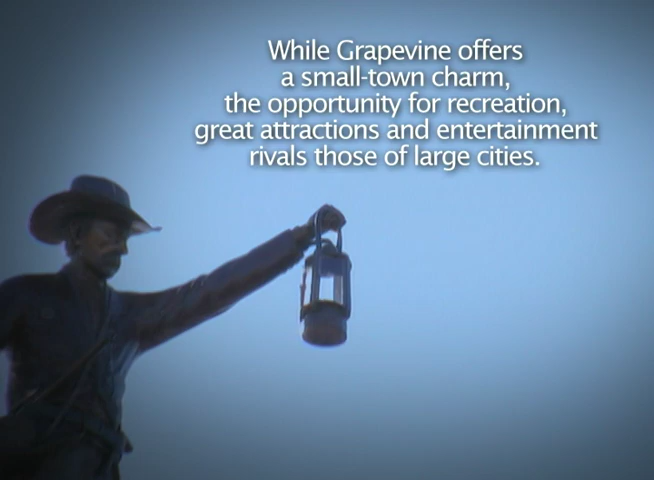 While Grapevine offers
a small-town charm,
the opportunity for recreation,
great attractions and entertainment
rivals those of large cities.